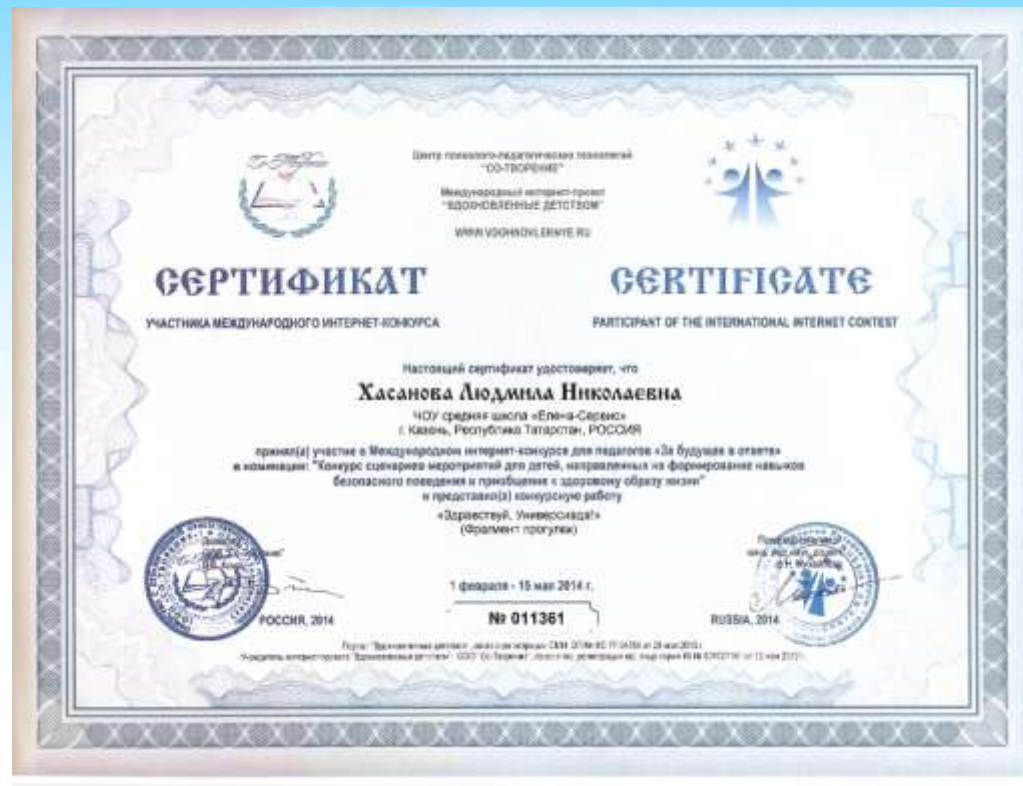 Со-Творение
Центр психолого-педагогических технологий
"СО-ТВОРЕНИЕ"
Международный интернет-проект
"ВДОХНОВЛЕННЫЕ ДЕТСТВОМ"
WWW.VDOHNOVLENNYE.RU
СЕРТИФИКАТ
УЧАСТНИКА МЕЖДУНАРОДНОГО ИНТЕРНЕТ-КОНКУРСА
CERTIFICATE
PARTICIPANT OF THE INTERNATIONAL INTERNET CONTEST
Настоящий сертификат удостоверяет, что
Хасанова Людмила Николаевна
ЧОУ средняя школа «Елена-Сервис»
г. Казань, Республика Татарстан, РОССИЯ
принял(а) участие в Международном интернет-конкурсе для педагогов «За будущее в ответе»
в номинации: "Конкурс сценариев мероприятий для детей, направленных на формирование навыков
безопасного поведения и приобщение к здоровому образу жизни"
и представил(а) конкурсную работу
«Здравствуй, Универсиада!»
(Фрагмент прогулки)
1 февраля - 15 мая 2014 г.
РОССИЯ, 2014
№ 011361
RUSSIA, 2014